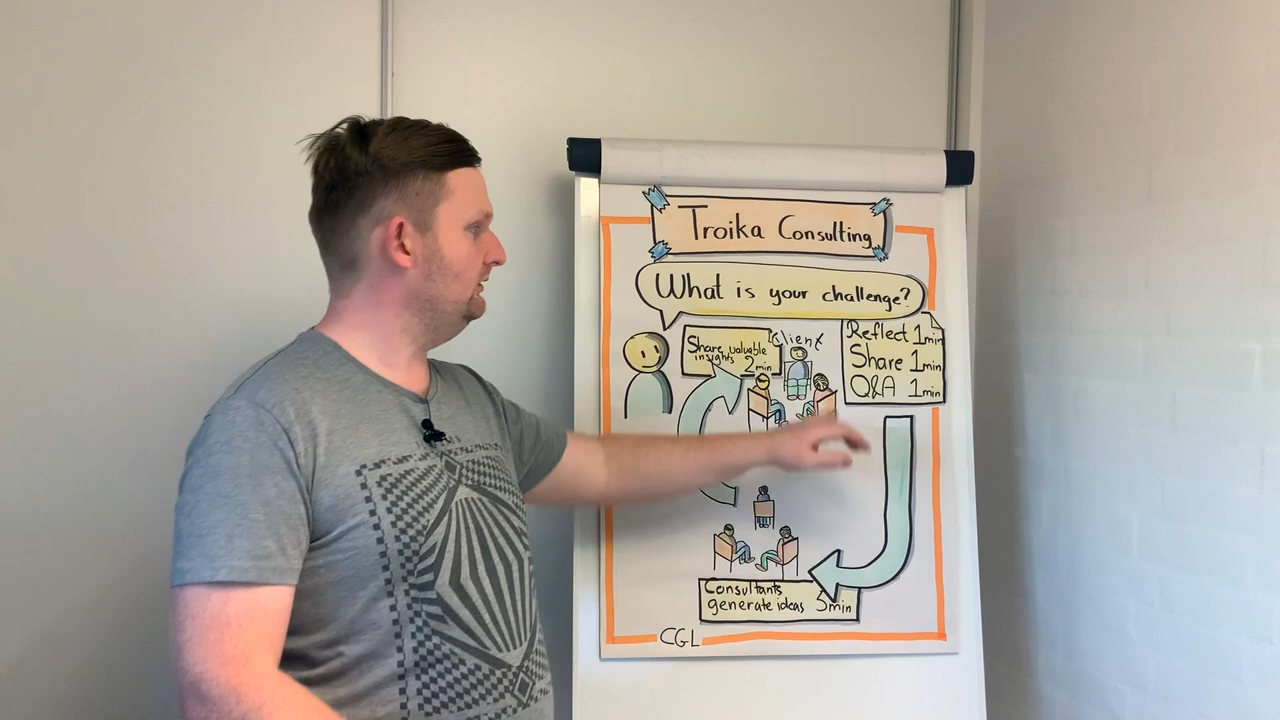 Troika Consulting
What is your challenge?
Share valuable
insights 2min
Client
Reflect 1min
Share 1min
Q&A 1min
Consultants
generate ideas 5min
CGL